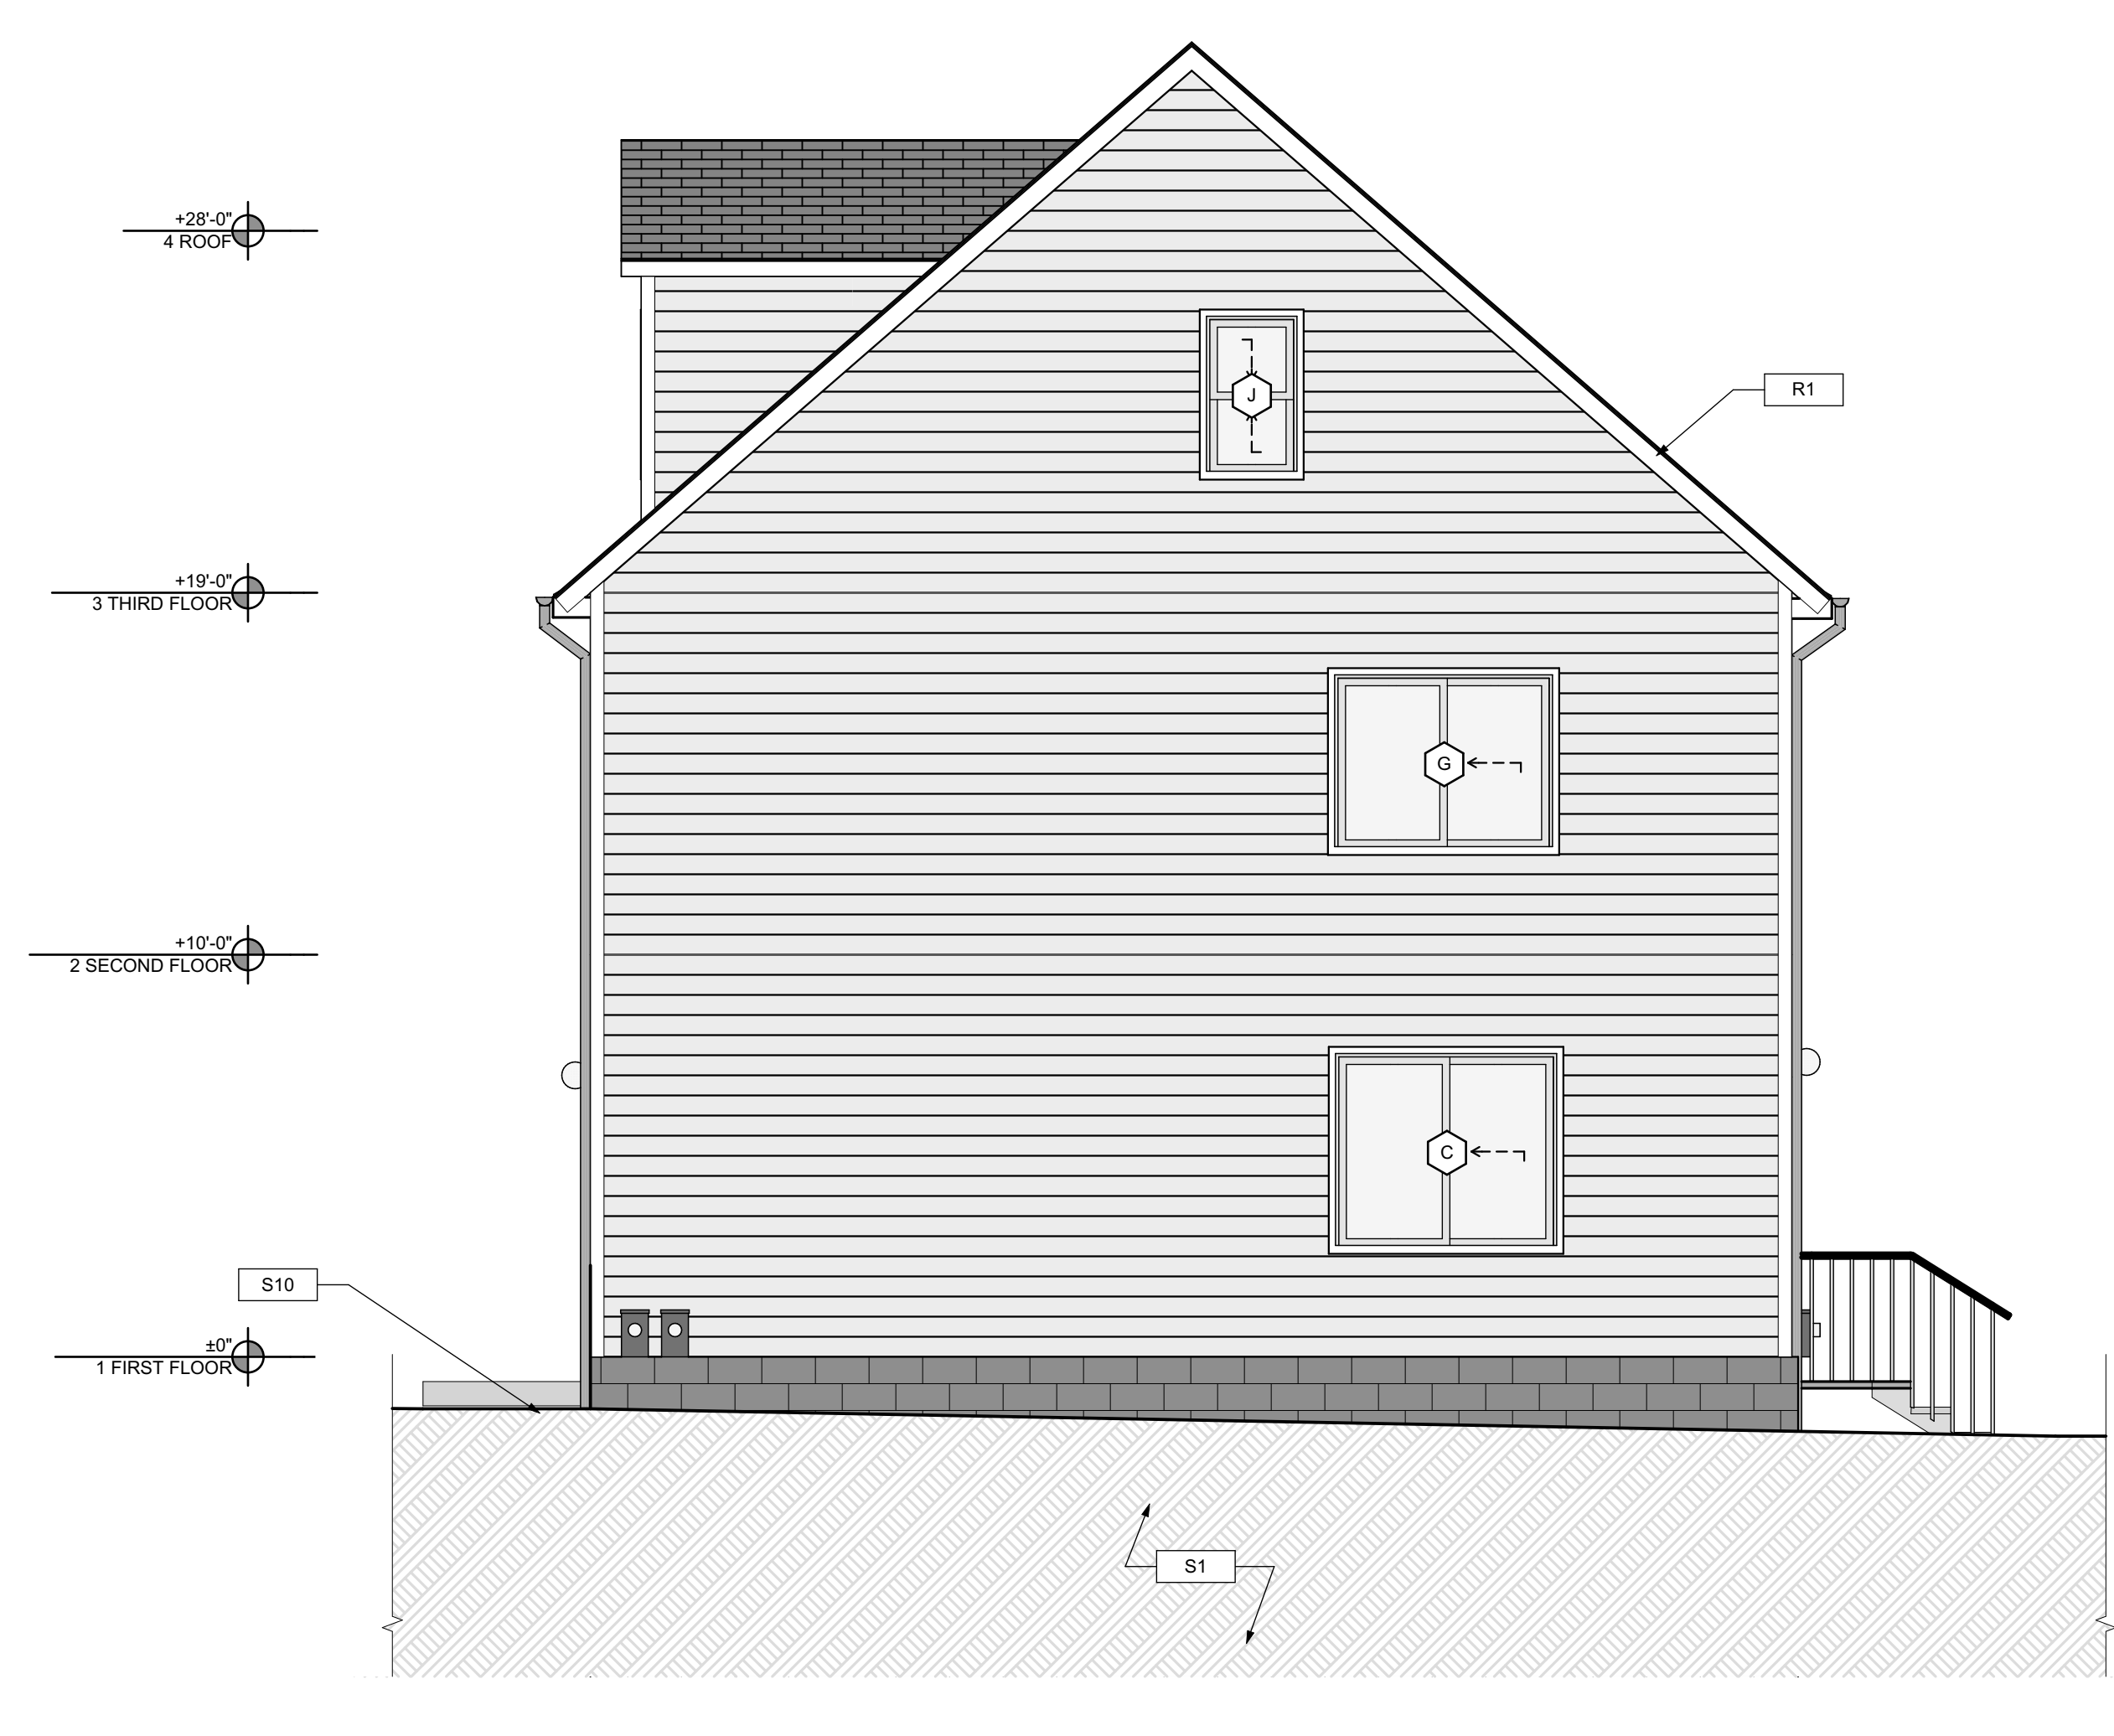 +28'-0"
4 ROOF
J
R1
+19'-0"
3 THIRD FLOOR
G
+10'-0"
2 SECOND FLOOR
C
S10
±0"
1 FIRST FLOOR
S1